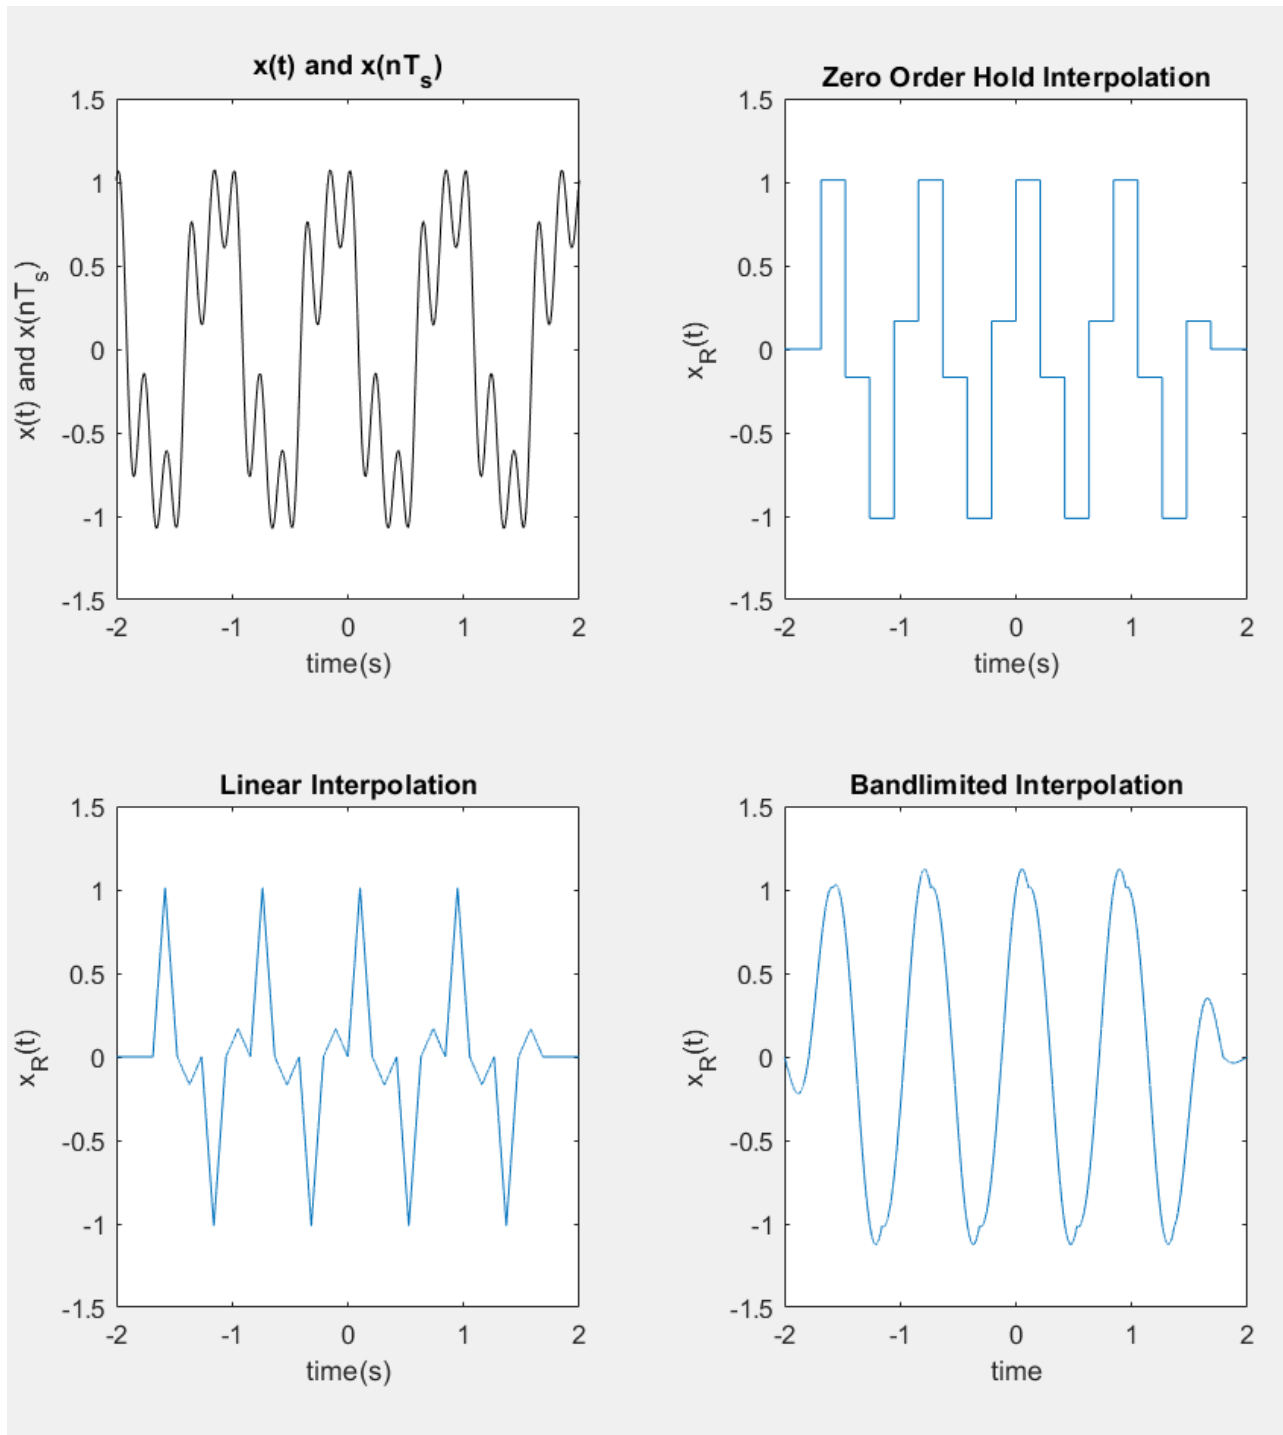 x(t) and x(nTs)
1.5
1
0.5
0
-0.5
-1
-1.5
-2 -1 0 1 2
time(s)
x(t) and x(nTs)
Zero Order Hold Interpolation
1.5
1
0.5
0
-0.5
-1
-1.5
-2 -1 0 1 2
time(s)
xR(t)
Linear Interpolation
1.5
1
0.5
0
-0.5
-1
-1.5
-2 -1 0 1 2
time(s)
xR(t)
Bandlimited Interpolation
1.5
1
0.5
0
-0.5
-1
-1.5
-2 -1 0 1 2
time
xR(t)